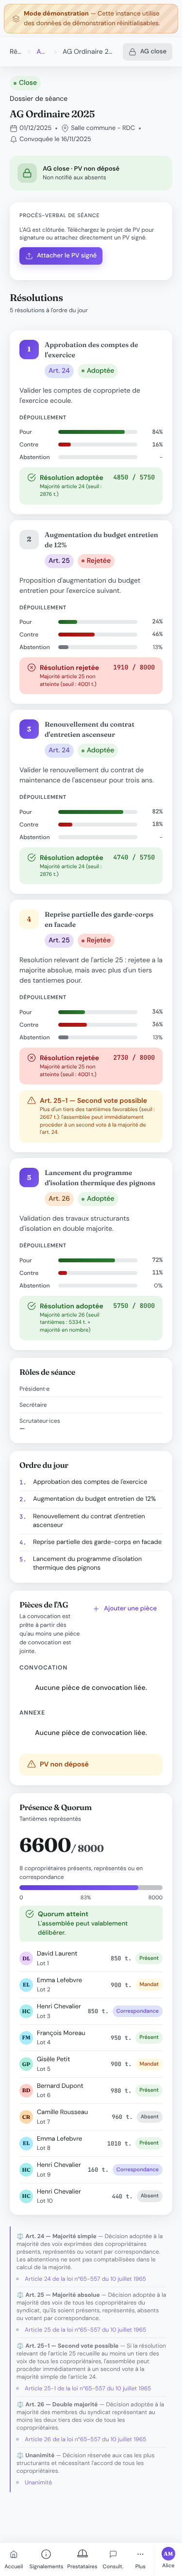 Mode démonstration — Cette instance utilise
des données de démonstration réinitialisables.
Ré... › A... › AG Ordinaire 2... AG close
Close
Dossier de séance
AG Ordinaire 2025
01/12/2025 • Salle commune - RDC •
Convoquée le 16/11/2025
AG close · PV non déposé
Non notifié aux absents
PROCÈS-VERBAL DE SÉANCE
L'AG est clôturée. Téléchargez le projet de PV pour
signature ou attachez directement un PV signé.
Attacher le PV signé
Résolutions
5 résolutions à l'ordre du jour
1 Approbation des comptes de
l'exercice
Art. 24 Adoptée
Valider les comptes de copropriete de
l'exercice ecoule.
DÉPOUILLEMENT
Pour 84%
Contre 16%
Abstention -
Résolution adoptée 4850 / 5750
Majorité article 24 (seuil :
2876 t.)
2 Augmentation du budget entretien
de 12%
Art. 25 Rejetée
Proposition d'augmentation du budget
entretien pour l'exercice suivant.
DÉPOUILLEMENT
Pour 24%
Contre 46%
Abstention 13%
Résolution rejetée 1910 / 8000
Majorité article 25 non
atteinte (seuil : 4001 t.)
3 Renouvellement du contrat
d'entretien ascenseur
Art. 24 Adoptée
Valider le renouvellement du contrat de
maintenance de l'ascenseur pour trois ans.
DÉPOUILLEMENT
Pour 82%
Contre 18%
Abstention -
Résolution adoptée 4740 / 5750
Majorité article 24 (seuil :
2876 t.)
4 Reprise partielle des garde-corps
en facade
Art. 25 Rejetée
Resolution relevant de l'article 25 : rejetee a la
majorite absolue, mais avec plus d'un tiers
des tantiemes pour.
DÉPOUILLEMENT
Pour 34%
Contre 36%
Abstention 13%
Résolution rejetée 2730 / 8000
Majorité article 25 non
atteinte (seuil : 4001 t.)
Art. 25-1 — Second vote possible
Plus d'un tiers des tantièmes favorables (seuil :
2667 t.) l'assemblée peut immédiatement
procéder à un second vote à la majorité de
l'art. 24.
5 Lancement du programme
d'isolation thermique des pignons
Art. 26 Adoptée
Validation des travaux structurants
d'isolation en double majorite.
DÉPOUILLEMENT
Pour 72%
Contre 11%
Abstention 0%
Résolution adoptée 5750 / 8000
Majorité article 26 (seuil
tantièmes : 5334 t. +
majorité en nombre)
Rôles de séance
Président·e
Secrétaire
Scrutateur·ices
—
Ordre du jour
1. Approbation des comptes de l'exercice
2. Augmentation du budget entretien de 12%
3. Renouvellement du contrat d'entretien
ascenseur
4. Reprise partielle des garde-corps en facade
5. Lancement du programme d'isolation
thermique des pignons
Pièces de l'AG
Ajouter une pièce
La convocation est
prête à partir dès
qu'au moins une pièce
de convocation est
jointe.
CONVOCATION
Aucune pièce de convocation liée.
ANNEXE
Aucune pièce de convocation liée.
PV non déposé
Présence & Quorum
Tantièmes représentés
6600 / 8000
8 copropriétaires présents, représentés ou en
correspondance
0 83% 8000
Quorum atteint
L'assemblée peut valablement
délibérer.
DL David Laurent 850 t. Présent
Lot 1
EL Emma Lefebvre 900 t. Mandat
Lot 2
HC Henri Chevalier 850 t. Correspondance
Lot 3
FM François Moreau 950 t. Présent
Lot 4
GP Gisèle Petit 900 t. Mandat
Lot 5
BD Bernard Dupont 980 t. Présent
Lot 6
CR Camille Rousseau 960 t. Absent
Lot 7
EL Emma Lefebvre 1010 t. Présent
Lot 8
HC Henri Chevalier 160 t. Correspondance
Lot 9
HC Henri Chevalier 440 t. Absent
Lot 10
Art. 24 — Majorité simple — Décision adoptée à la
majorité des voix exprimées des copropriétaires
présents, représentés ou votant par correspondance.
Les abstentions ne sont pas comptabilisées dans le
calcul de la majorité.
Article 24 de la loi n°65-557 du 10 juillet 1965
Art. 25 — Majorité absolue — Décision adoptée à la
majorité des voix de tous les copropriétaires du
syndicat, qu'ils soient présents, représentés, absents
ou votant par correspondance.
Article 25 de la loi n°65-557 du 10 juillet 1965
Art. 25-1 — Second vote possible — Si la résolution
relevant de l'article 25 recueille au moins un tiers des
voix de tous les copropriétaires, l'assemblée peut
procéder immédiatement à un second vote à la
majorité simple de l'article 24.
Article 25-1 de la loi n°65-557 du 10 juillet 1965
Art. 26 — Double majorité — Décision adoptée à la
majorité des membres du syndicat représentant au
moins les deux tiers des voix de tous les
copropriétaires.
Article 26 de la loi n°65-557 du 10 juillet 1965
Unanimité — Décision réservée aux cas les plus
structurants et nécessitant l'accord de tous les
copropriétaires.
Unanimité
Accueil Signalements Prestataires Consult. Plus AM Alice